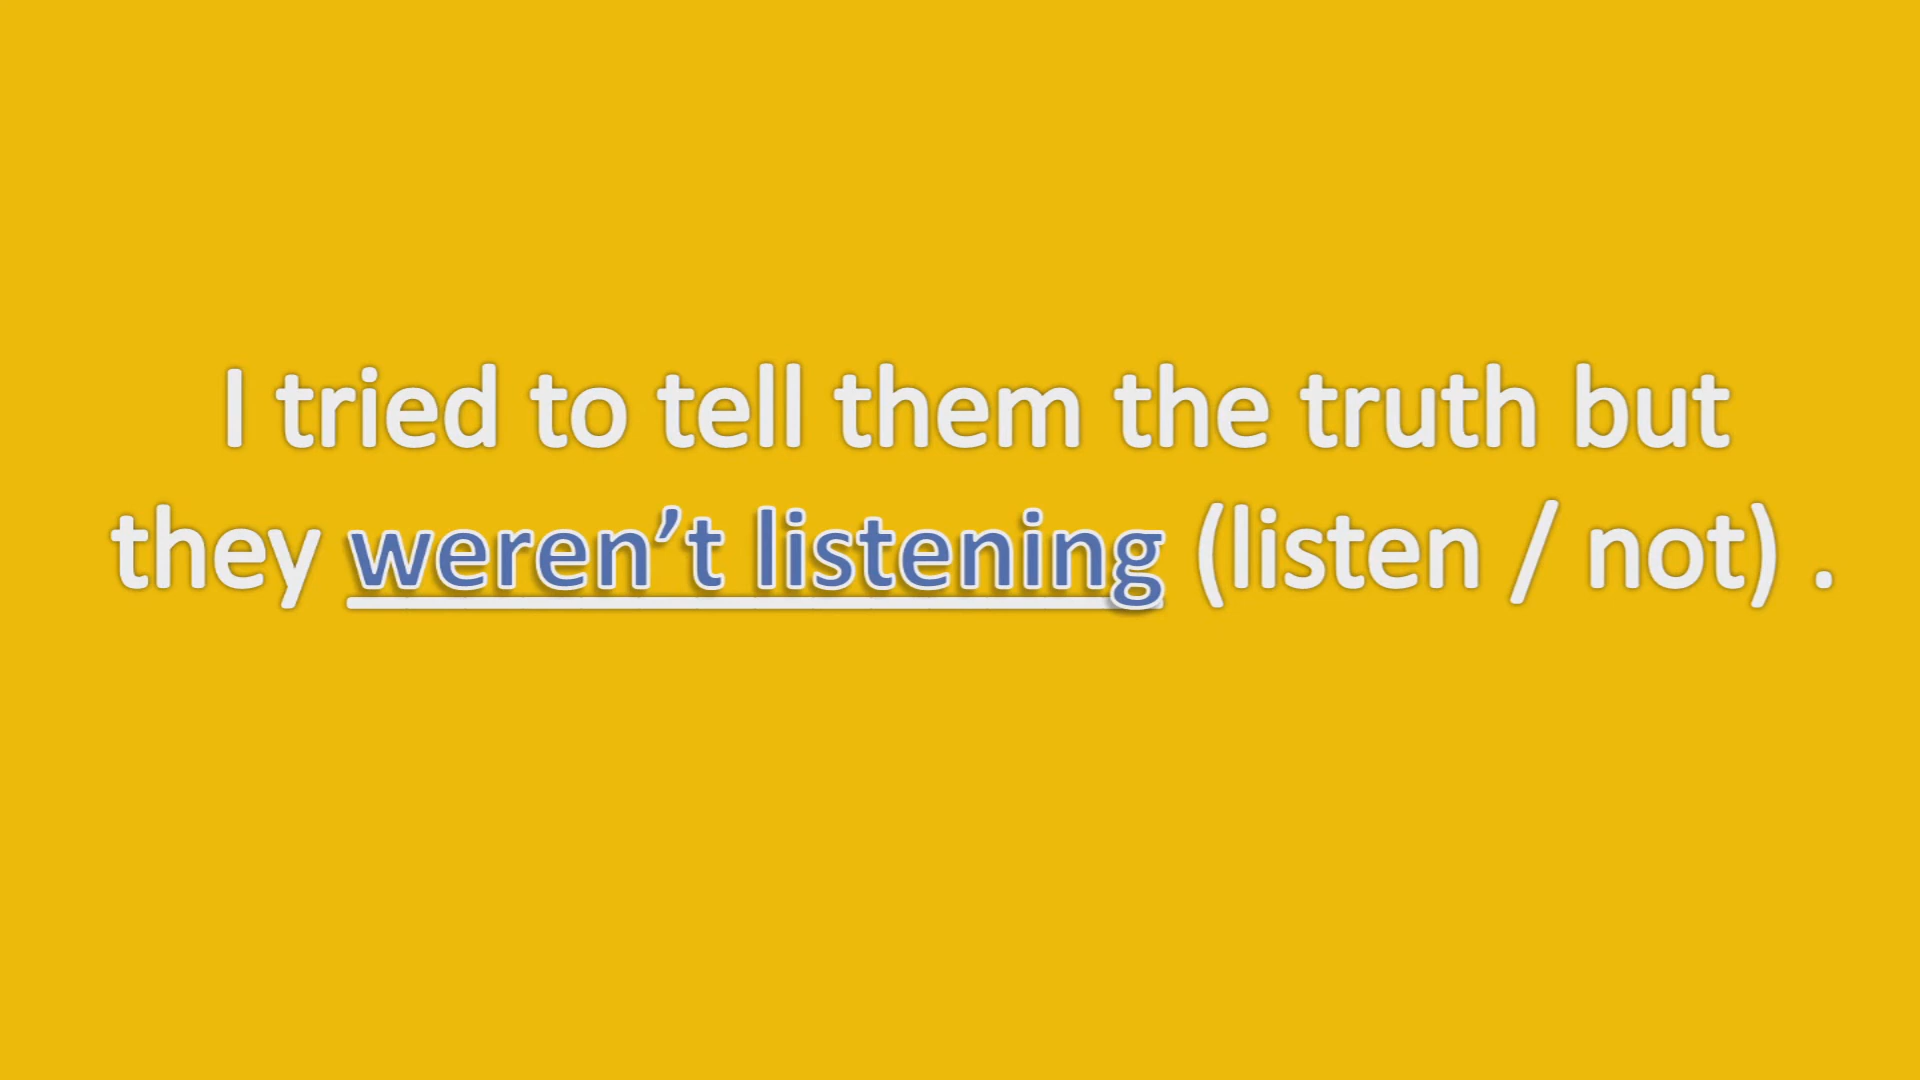 I tried to tell them the truth but
they weren’t listening (listen / not) .